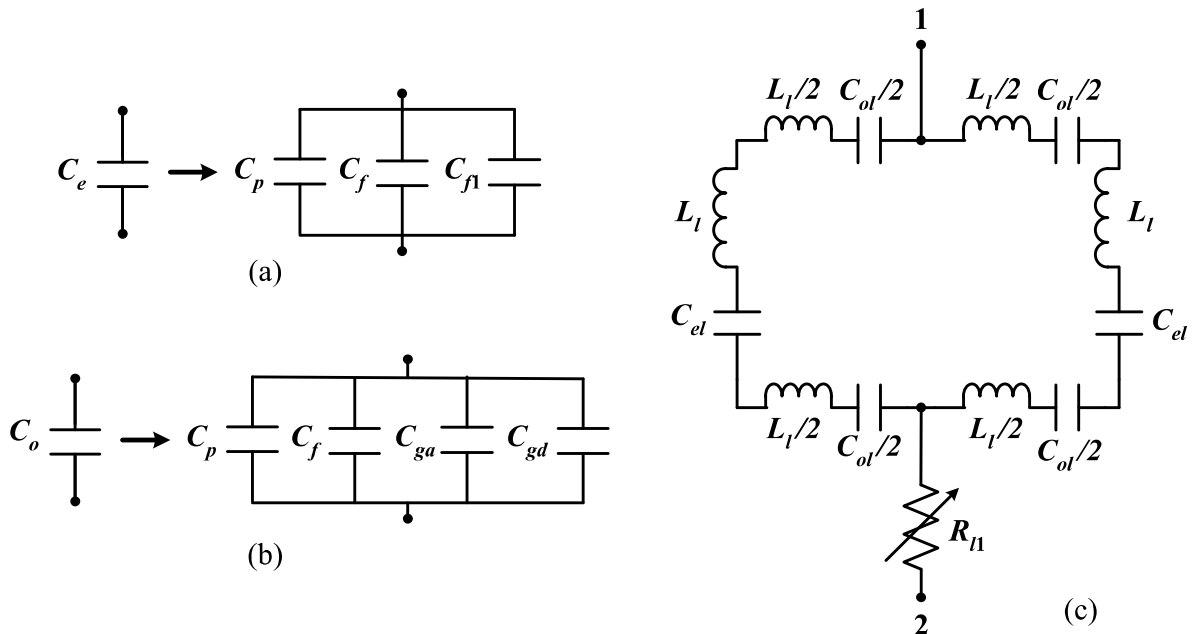 C_e
C_p
C_f
C_f1
(a)
C_o
C_p
C_f
C_ga
C_gd
(b)
1
L_l/2
C_ol/2
L_l/2
C_ol/2
L_l
L_l
C_el
C_el
L_l/2
C_ol/2
L_l/2
C_ol/2
R_l1
2
(c)